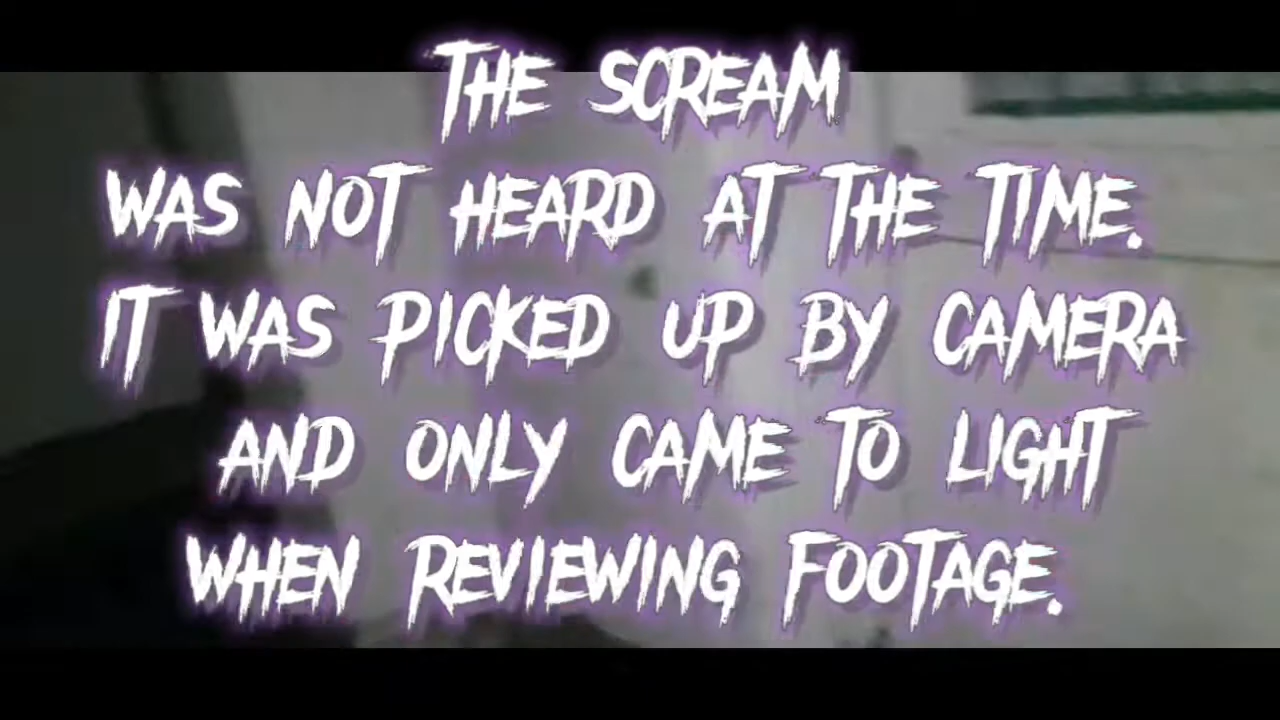 THE SCREAM
WAS NOT HEARD AT THE TIME.
IT WAS PICKED UP BY CAMERA
AND ONLY CAME TO LIGHT
WHEN REVIEWING FOOTAGE.